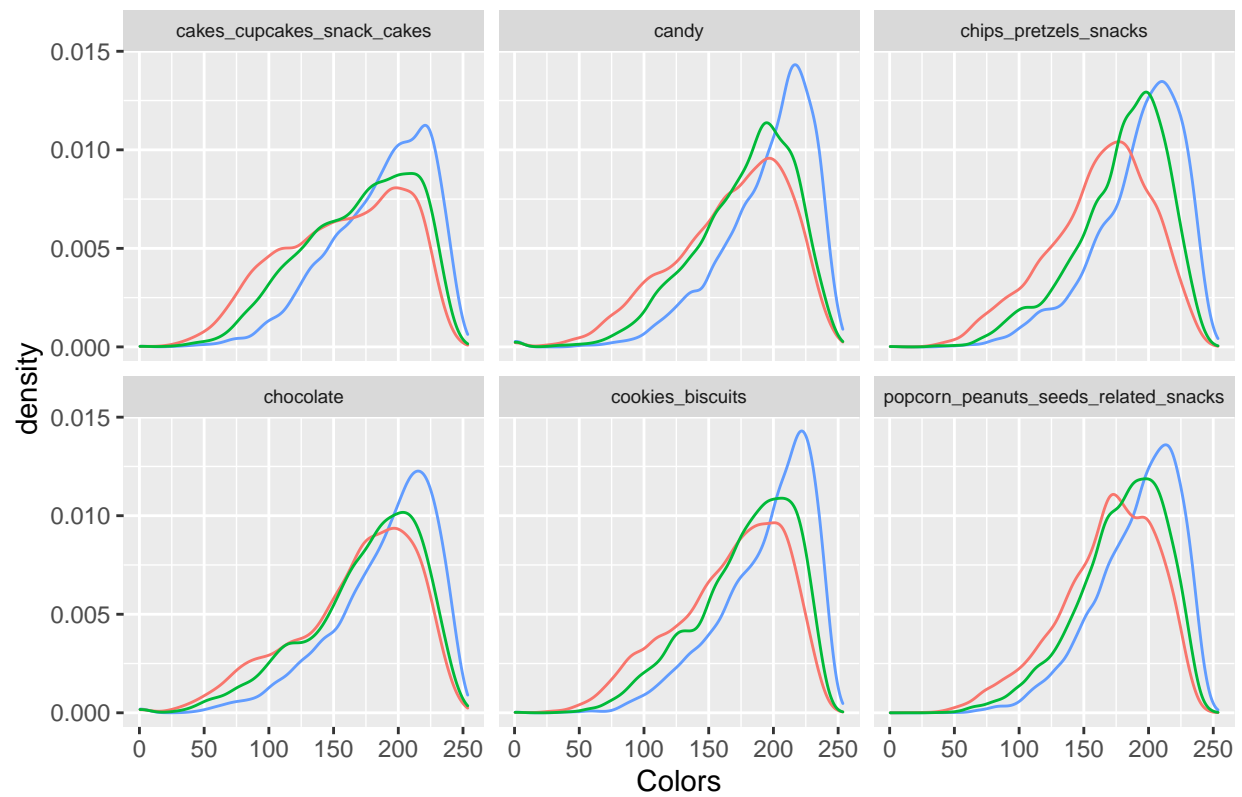 cakes_cupcakes_snack_cakes
candy
chips_pretzels_snacks
0.015
0.010
0.005
0.000
chocolate
cookies_biscuits
popcorn_peanuts_seeds_related_snacks
0.015
0.010
0.005
0.000
density
0 50 100 150 200 250
0 50 100 150 200 250
0 50 100 150 200 250
Colors